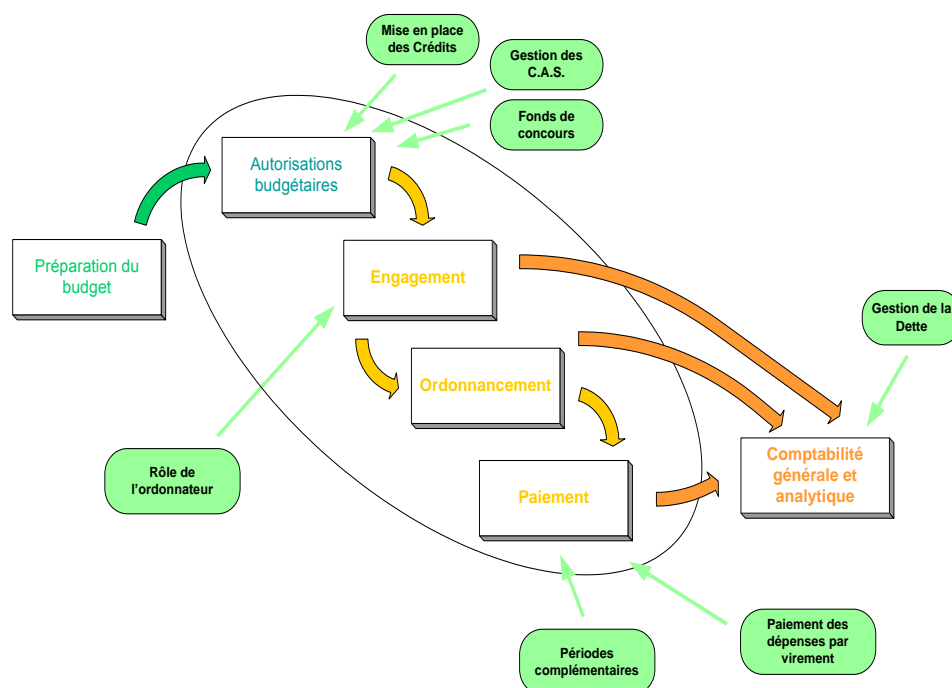 Mise en place
des Crédits
Gestion des
C.A.S.
Fonds de
concours
Autorisations
budgétaires
Préparation du
budget
Engagement
Gestion de la
Dette
Ordonnancement
Rôle de
l'ordonnateur
Comptabilité
générale et
analytique
Paiement
Périodes
complémentaires
Paiement des
dépenses par
virement